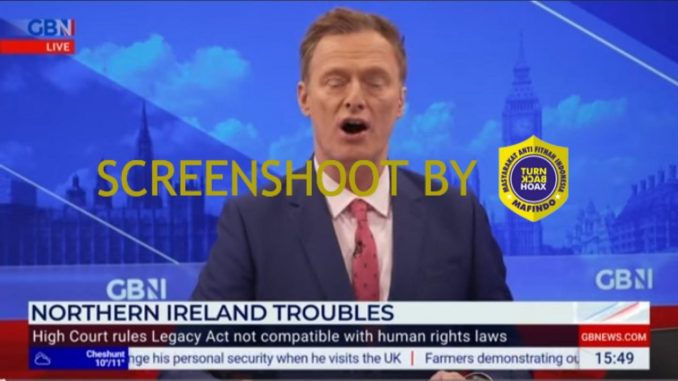 GBN
LIVE
SCREENSHOOT BY
MASYARAKAT ANTI FITNAH INDONESIA
TURN
BACK
HOAX
MAFINDO
GBN
GBN
NORTHERN IRELAND TROUBLES
High Court rules Legacy Act not compatible with human rights laws
GBNEWS.COM
Cheshunt
10°/11°
nge his personal security when he visits the UK | Farmers demonstrating ou
15:49